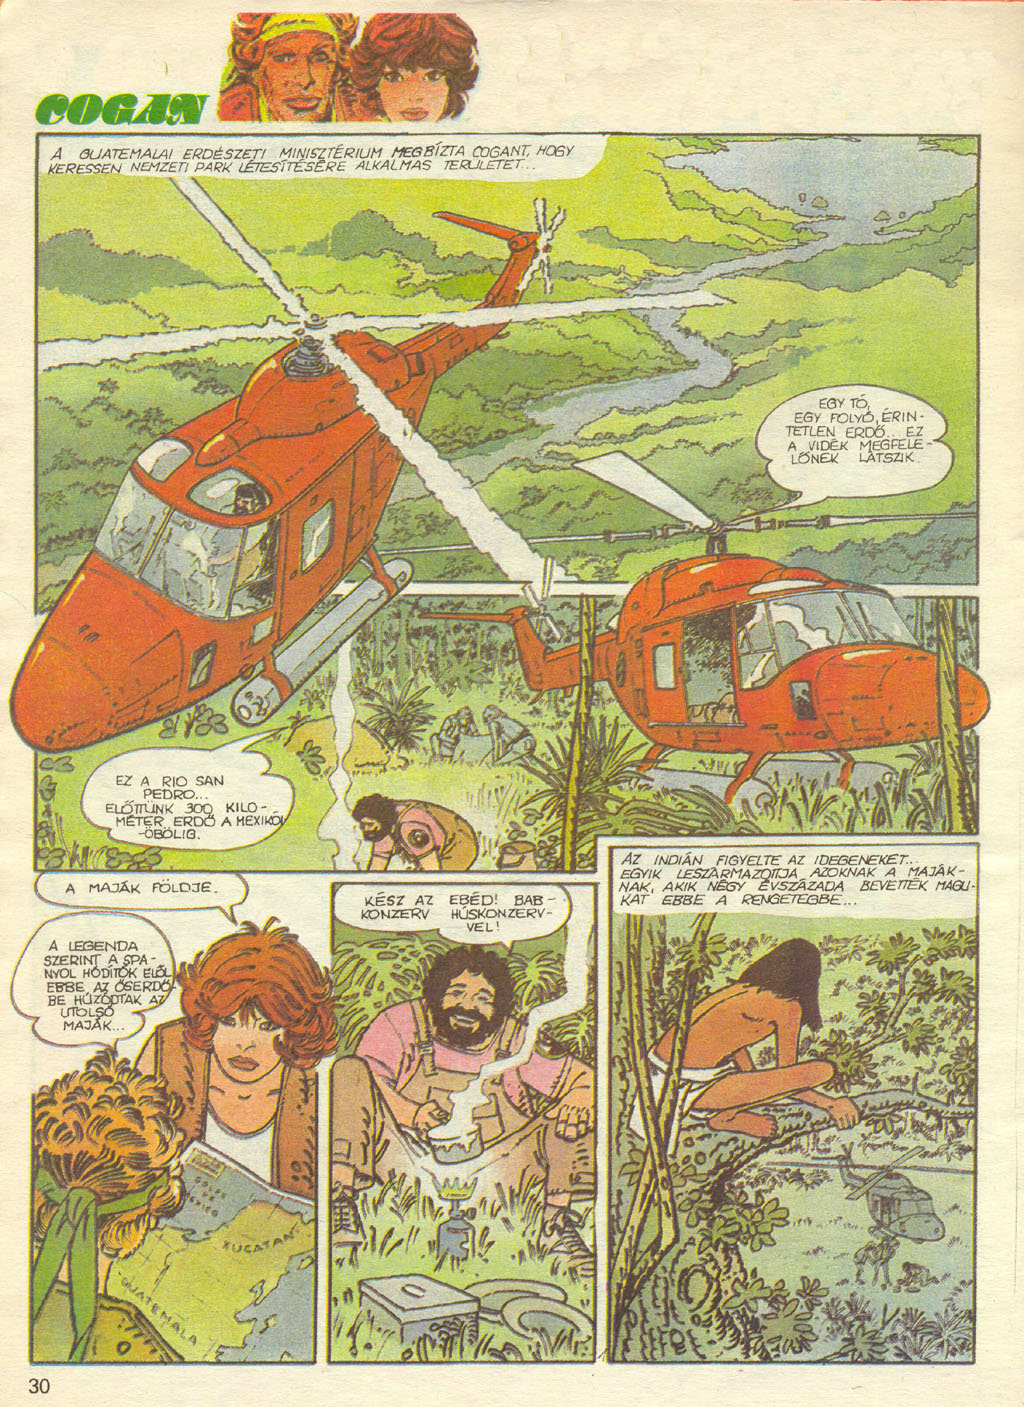 COGAN
A GUATEMALAI ERDÉSZETI MINISZTÉRIUM MEGBÍZTA COGANT, HOGY
KERESSEN NEMZETI PARK LÉTESÍTÉSÉRE ALKALMAS TERÜLETET...
EGY TÓ,
EGY FOLYÓ, ÉRIN-
TETLEN ERDŐ... EZ
A VIDÉK MEGFELE-
LŐNEK LÁTSZIK.
EZ A RIO SAN
PEDRO...
ELŐTTÜNK 300 KILO-
MÉTER ERDŐ A MEXIKÓI
-ÖBÖLIG.
A MAJÁK FÖLDJE.
A LEGENDA
SZERINT A SPA-
NYOL HÓDÍTÓK ELŐL
EBBE AZ ŐSERDŐ-
BE HÚZÓDTAK AZ
UTOLSÓ
MAJÁK...
YUCATAN
GUATEMALA
KÉSZ AZ EBÉD! BAB-
KONZERV HÚSKONZERV-
VEL!
AZ INDIÁN FIGYELTE AZ IDEGENEKET...
EGYIK LESZÁRMAZOTTJA AZOKNAK A MAJÁK-
NAK, AKIK NÉGY ÉVSZÁZADA BEVETTÉK MAGU-
KAT EBBE A RENGETEGBE...
30